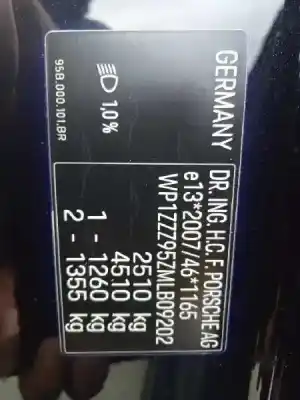 GERMANY
1,0%
95B.000.101.BR
DR. ING. H.C. F. PORSCHE AG
e13*2007/46*1165
WP1ZZZ95ZMLB09202
2510 kg
4510 kg
1 - 1260 kg
2 - 1355 kg